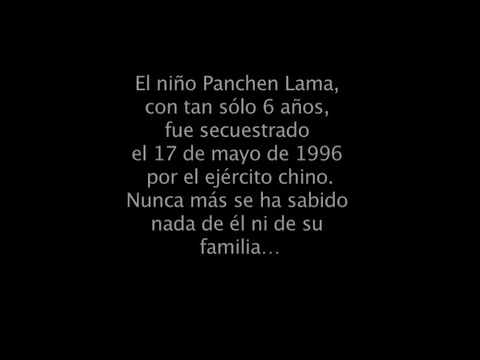 El niño Panchen Lama,
con tan sólo 6 años,
fue secuestrado
el 17 de mayo de 1996
por el ejército chino.
Nunca más se ha sabido
nada de él ni de su
familia…